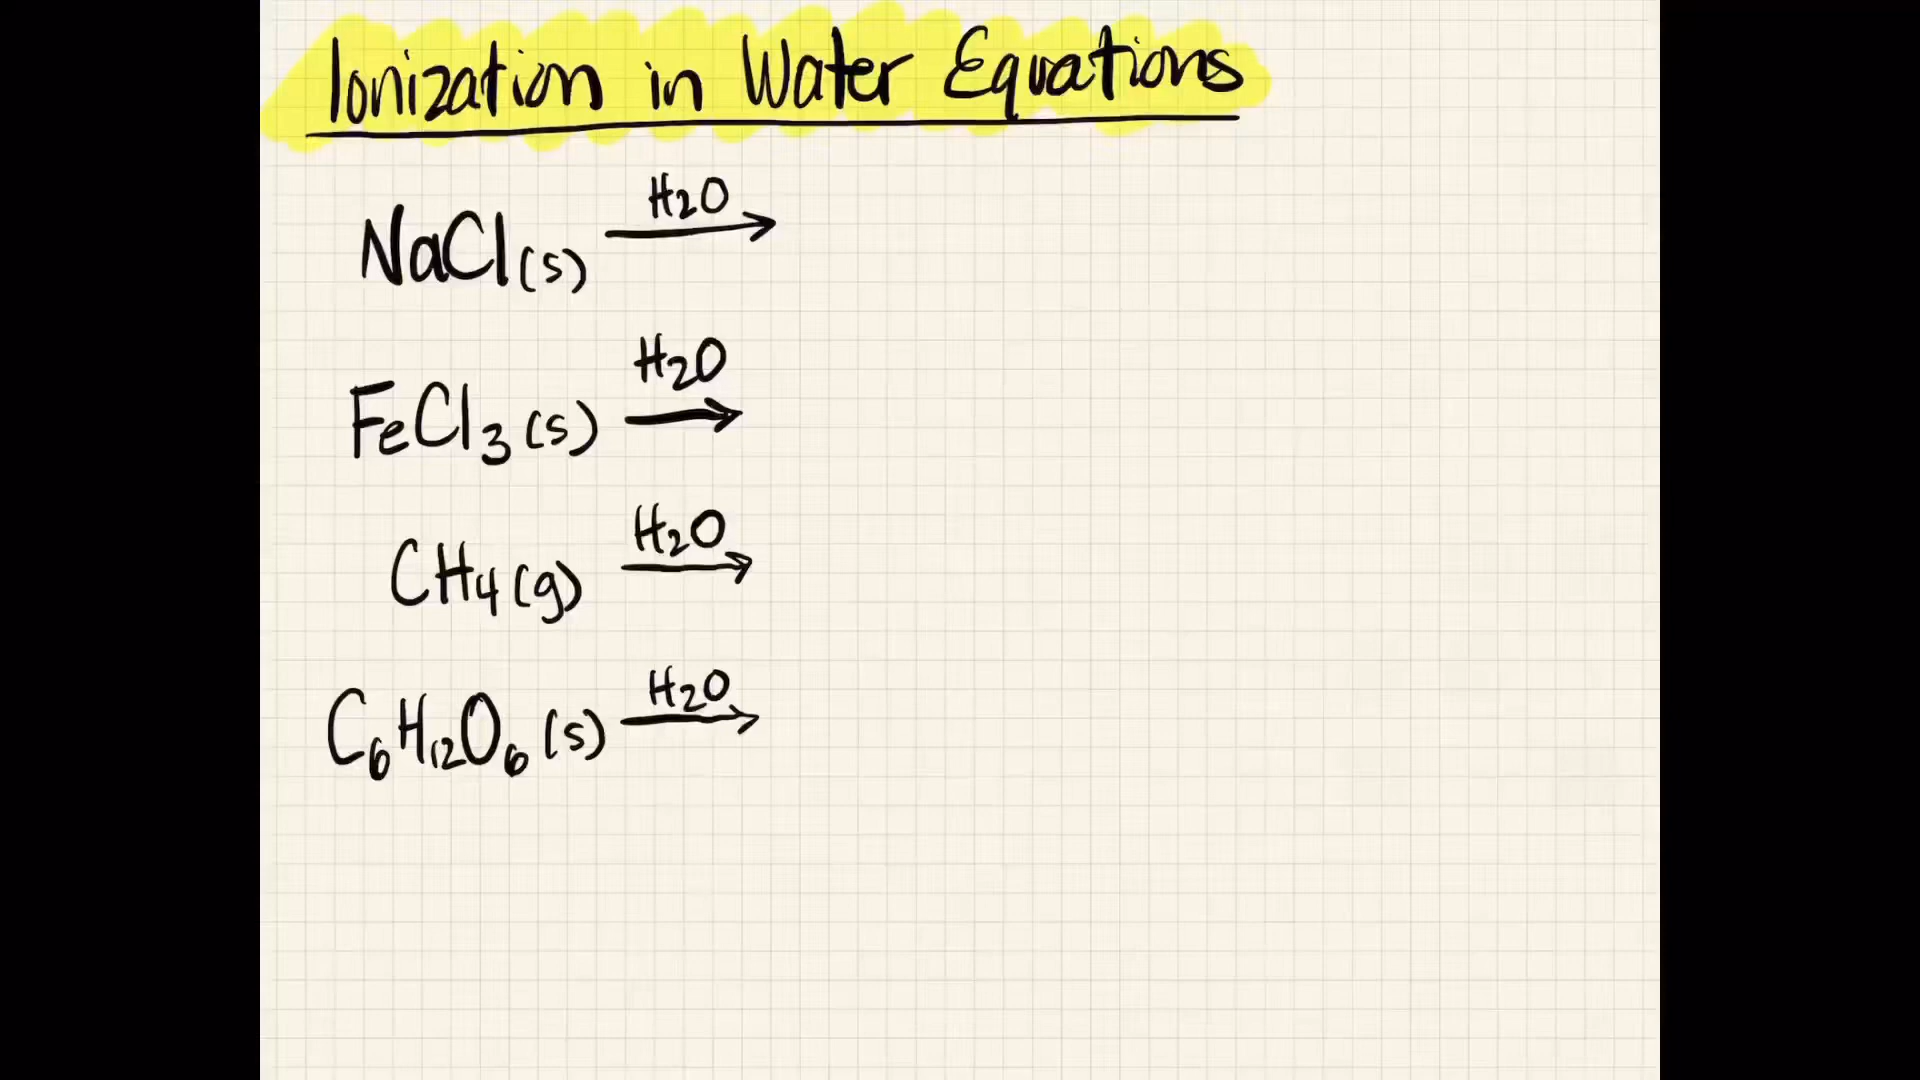 Ionization in Water Equations
NaCl(s) H2O →
FeCl3(s) H2O →
CH4(g) H2O →
C6H12O6(s) H2O →